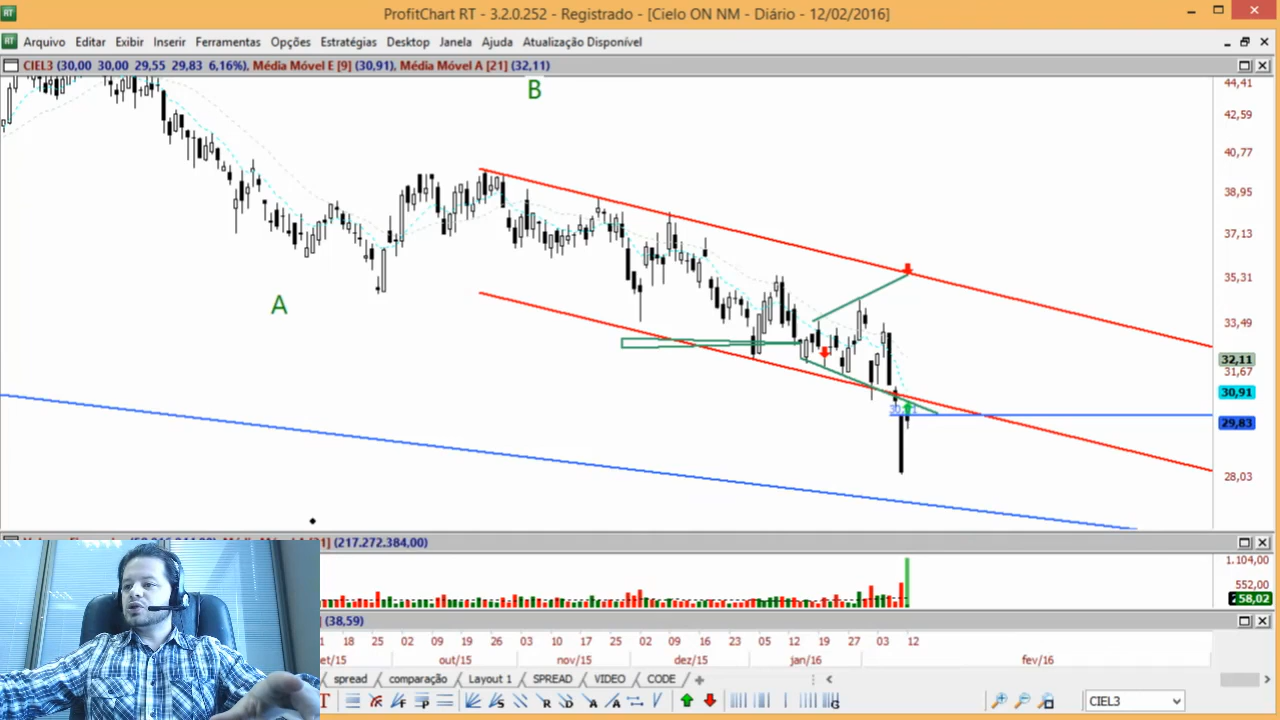 RT
ProfitChart RT - 3.2.0.252 - Registrado - [Cielo ON NM - Diário - 12/02/2016]
RT Arquivo Editar Exibir Inserir Ferramentas Opções Estratégias Desktop Janela Ajuda Atualização Disponível
CIEL3 (30,00 30,00 29,55 29,83 6,16%), Média Móvel E [9] (30,91), Média Móvel A [21] (32,11)
44,41
B
42,59
40,77
38,95
37,13
35,31
A
33,49
32,11
31,67
30,91
29,83
28,03
(217.272.384,00)
1.104,00
552,00
58,02
(38,59)
18 25 02 09 19 26 03 10 17 25 02 09 16 23 05 12 19 27 03 12
et/15 out/15 nov/15 dez/15 jan/16 fev/16
spread comparação Layout 1 SPREAD VIDEO CODE
CIEL3